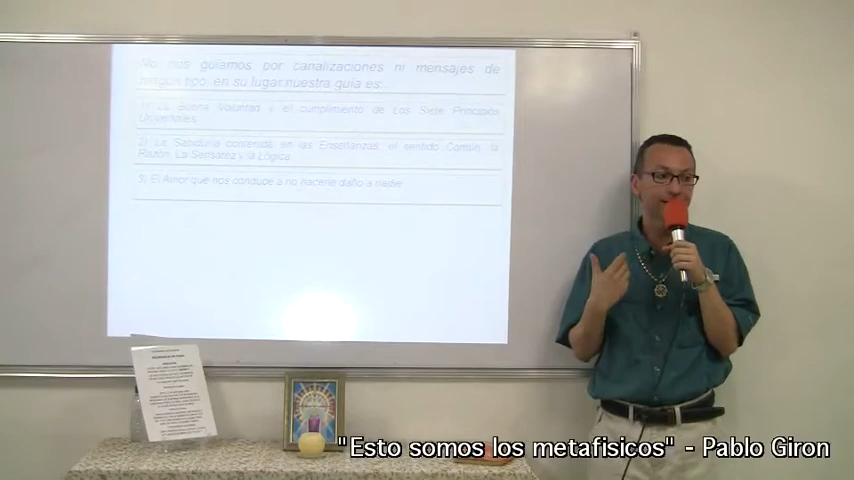 No nos guiamos por canalizaciones ni mensajes de
ningún tipo, en su lugar nuestra guía es:
1) La Buena Voluntad y el cumplimiento de Los Siete Principios
Universales.
2) La Sabiduría contenida en las Enseñanzas, el sentido Común, la
Razón, La Sensatez y la Lógica.
3) El Amor que nos conduce a no hacerle daño a nadie
"Esto somos los metafísicos" - Pablo Giron